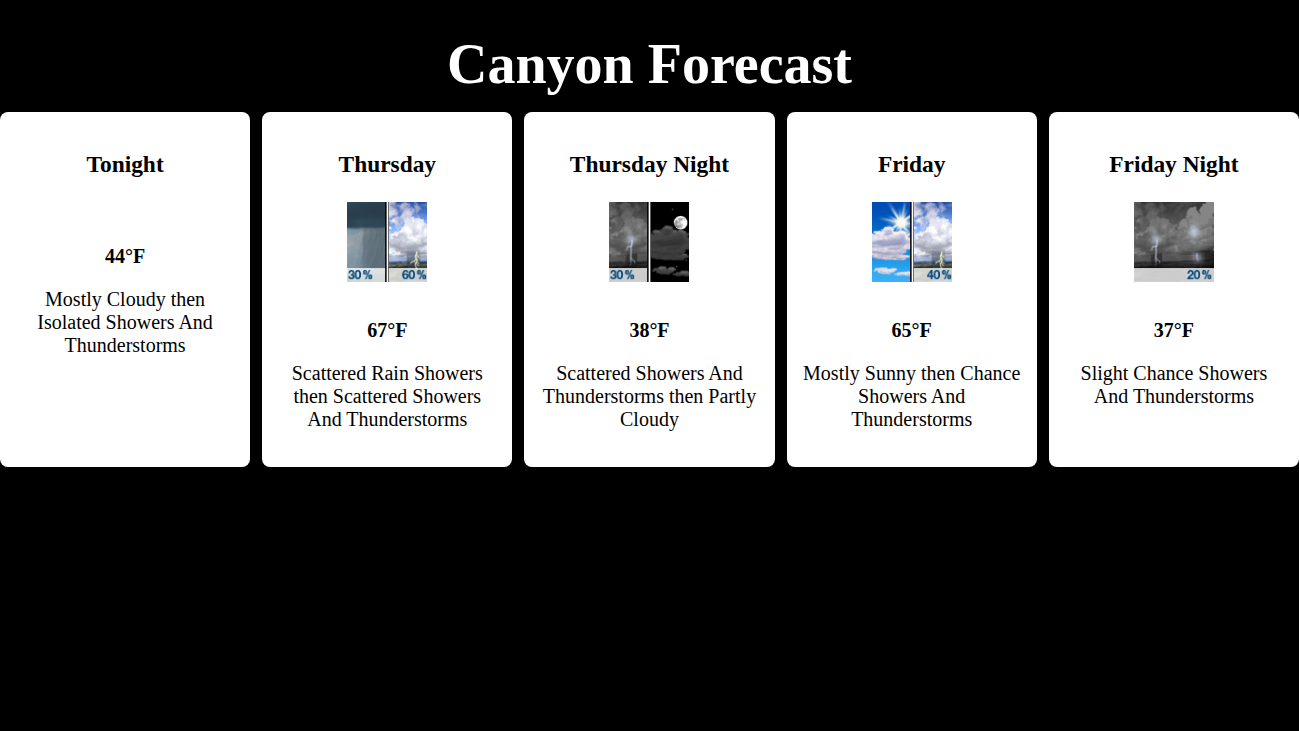 Canyon Forecast
Tonight
44°F
Mostly Cloudy then
Isolated Showers And
Thunderstorms
Thursday
30%
60%
67°F
Scattered Rain Showers
then Scattered Showers
And Thunderstorms
Thursday Night
30%
38°F
Scattered Showers And
Thunderstorms then Partly
Cloudy
Friday
40%
65°F
Mostly Sunny then Chance
Showers And
Thunderstorms
Friday Night
20%
37°F
Slight Chance Showers
And Thunderstorms